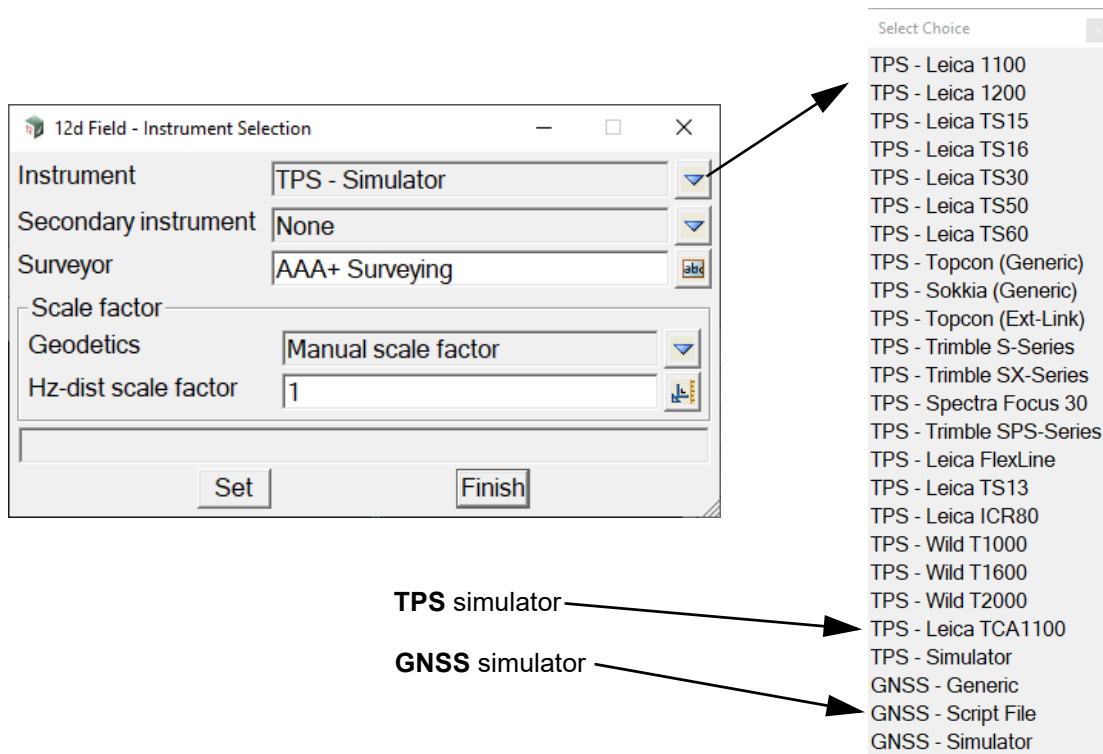 12d Field - Instrument Selection
Instrument
TPS - Simulator
Secondary instrument
None
Surveyor
AAA+ Surveying
abc
Scale factor
Geodetics
Manual scale factor
Hz-dist scale factor
1
Set
Finish
TPS simulator
GNSS simulator
Select Choice
TPS - Leica 1100
TPS - Leica 1200
TPS - Leica TS15
TPS - Leica TS16
TPS - Leica TS30
TPS - Leica TS50
TPS - Leica TS60
TPS - Topcon (Generic)
TPS - Sokkia (Generic)
TPS - Topcon (Ext-Link)
TPS - Trimble S-Series
TPS - Trimble SX-Series
TPS - Spectra Focus 30
TPS - Trimble SPS-Series
TPS - Leica FlexLine
TPS - Leica TS13
TPS - Leica ICR80
TPS - Wild T1000
TPS - Wild T1600
TPS - Wild T2000
TPS - Leica TCA1100
TPS - Simulator
GNSS - Generic
GNSS - Script File
GNSS - Simulator